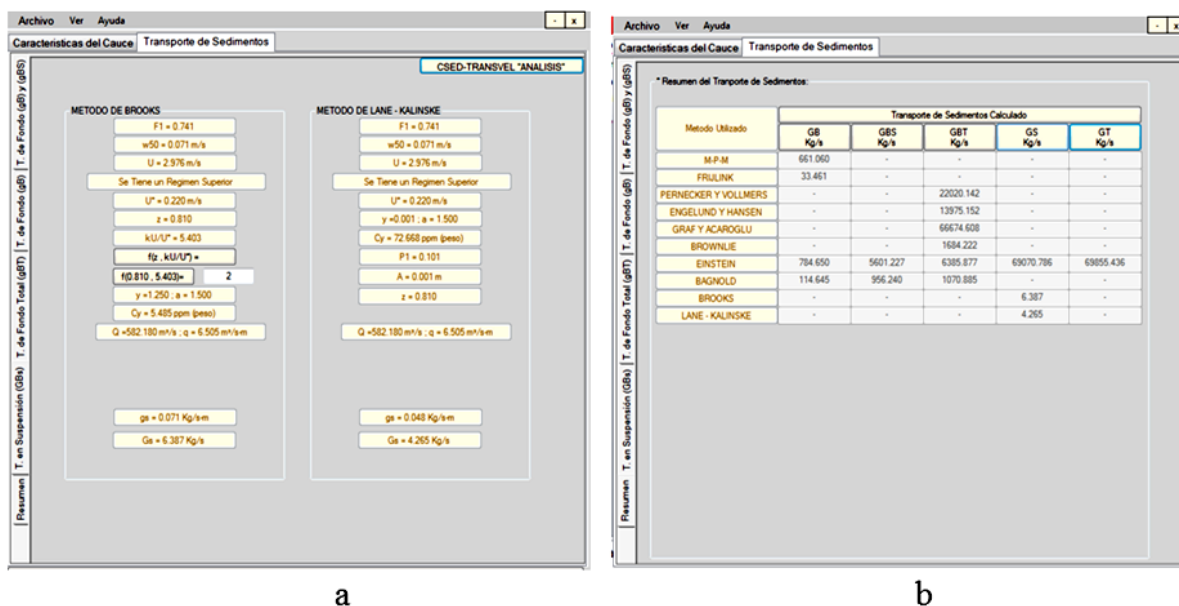 Archivo Ver Ayuda - x
Caracteristicas del Cauce Transporte de Sedimentos
CSED-TRANSVEL "ANALISIS"
T. de Fondo (gB) y (gBS)
T. de Fondo (gB)
T. de Fondo Total (gBT)
T. en Suspensión (GBs)
Resumen
METODO DE BROOKS
F1 = 0.741
w50 = 0.071 m/s
U = 2.976 m/s
Se Tiene un Regimen Superior
U* = 0.220 m/s
z = 0.810
kU/U* = 5.403
f(z , kU/U*) =
f(0.810 , 5.403)= 2
y =1.250 ; a = 1.500
Cy = 5.485 ppm (peso)
Q =582.180 m³/s ; q = 6.505 m³/s-m
gs = 0.071 Kg/s-m
Gs = 6.387 Kg/s
METODO DE LANE - KALINSKE
F1 = 0.741
w50 = 0.071 m/s
U = 2.976 m/s
Se Tiene un Regimen Superior
U* = 0.220 m/s
y =0.001 ; a = 1.500
Cy = 72.668 ppm (peso)
P1 = 0.101
A = 0.001 m
z = 0.810
Q =582.180 m³/s ; q = 6.505 m³/s-m
gs = 0.048 Kg/s-m
Gs = 4.265 Kg/s
a
Archivo Ver Ayuda - x
Caracteristicas del Cauce Transporte de Sedimentos
T. de Fondo (gB) y (gBS)
T. de Fondo (gB)
T. de Fondo Total (gBT)
T. en Suspensión (GBs)
Resumen
* Resumen del Tranporte de Sedimentos:
Metodo Utilizado Transporte de Sedimentos Calculado
GB Kg/s GBS Kg/s GBT Kg/s GS Kg/s GT Kg/s
M-P-M 661.060 - - - -
FRIJLINK 33.461 - - - -
PERNECKER Y VOLLMERS - - 22020.142 - -
ENGELUND Y HANSEN - - 13975.152 - -
GRAF Y ACAROGLU - - 66674.608 - -
BROWNLIE - - 1684.222 - -
EINSTEIN 784.650 5601.227 6385.877 69070.786 69855.436
BAGNOLD 114.645 956.240 1070.885 - -
BROOKS - - - 6.387 -
LANE - KALINSKE - - - 4.265 -
b